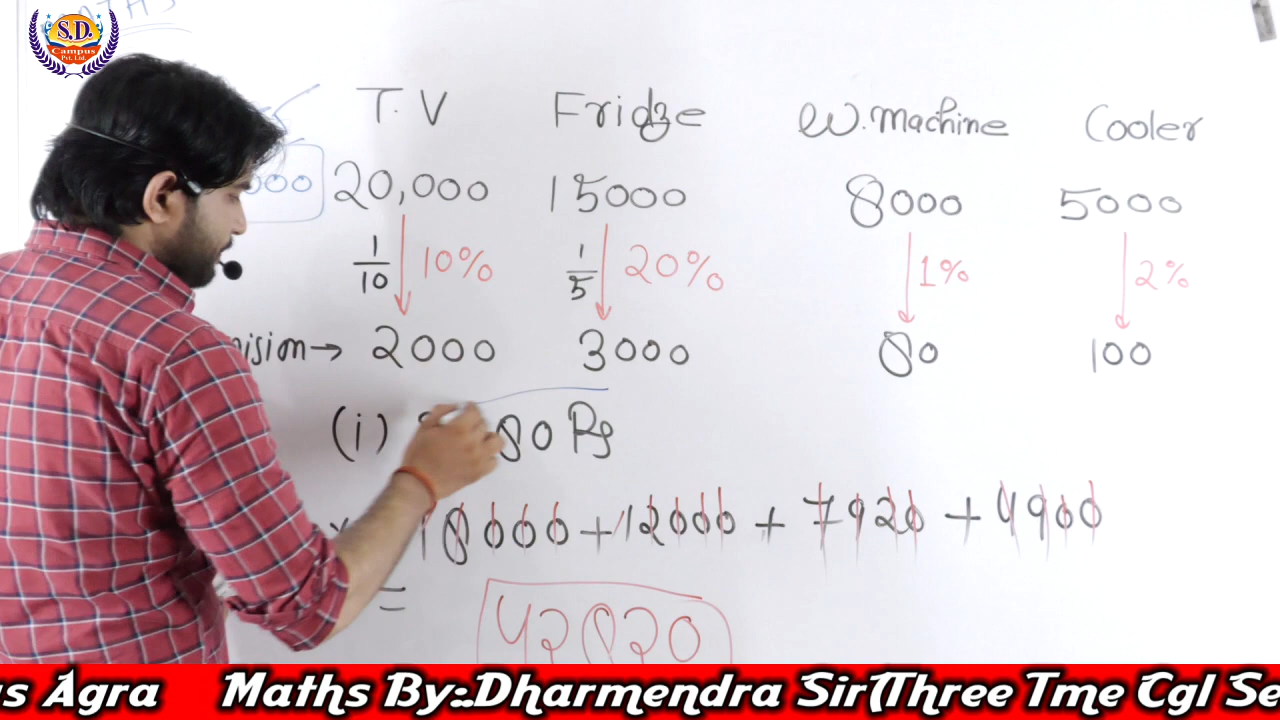 S.D.
Campus
Pvt. Ltd.
T.V Fridge W.machine Cooler
000 20,000 15000 8000 5000
1/10 10% 1/5 20% 1% 2%
2000 3000 80 100
(i) 80 Rs
18000 + 12000 + 7920 + 4900
=
42820
Agra Maths By:-Dharmendra Sir(Three Tme Cgl Se